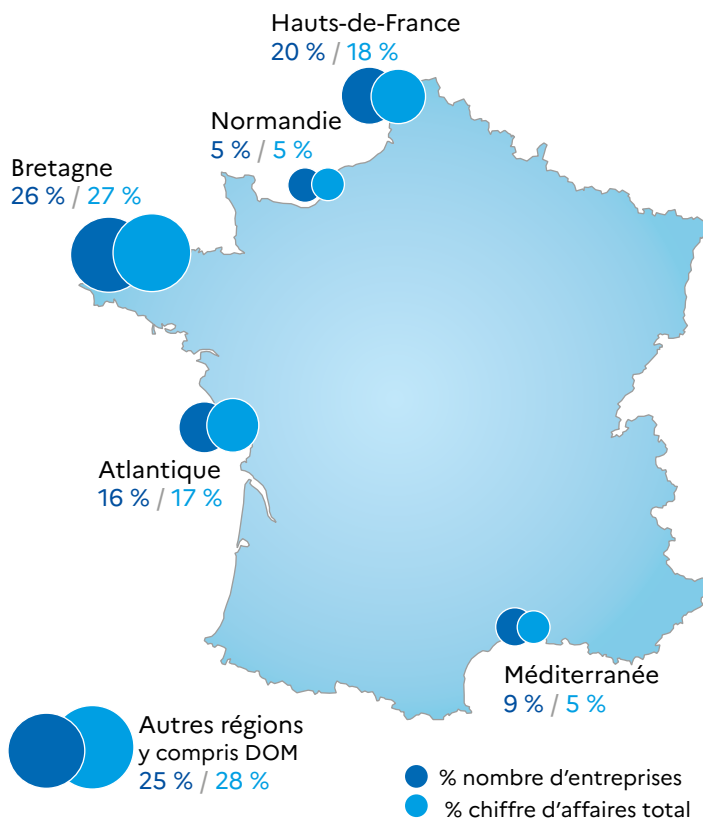 Hauts-de-France
20 % / 18 %
Normandie
5 % / 5 %
Bretagne
26 % / 27 %
Atlantique
16 % / 17 %
Méditerranée
9 % / 5 %
Autres régions
y compris DOM
25 % / 28 %
% nombre d’entreprises
% chiffre d’affaires total